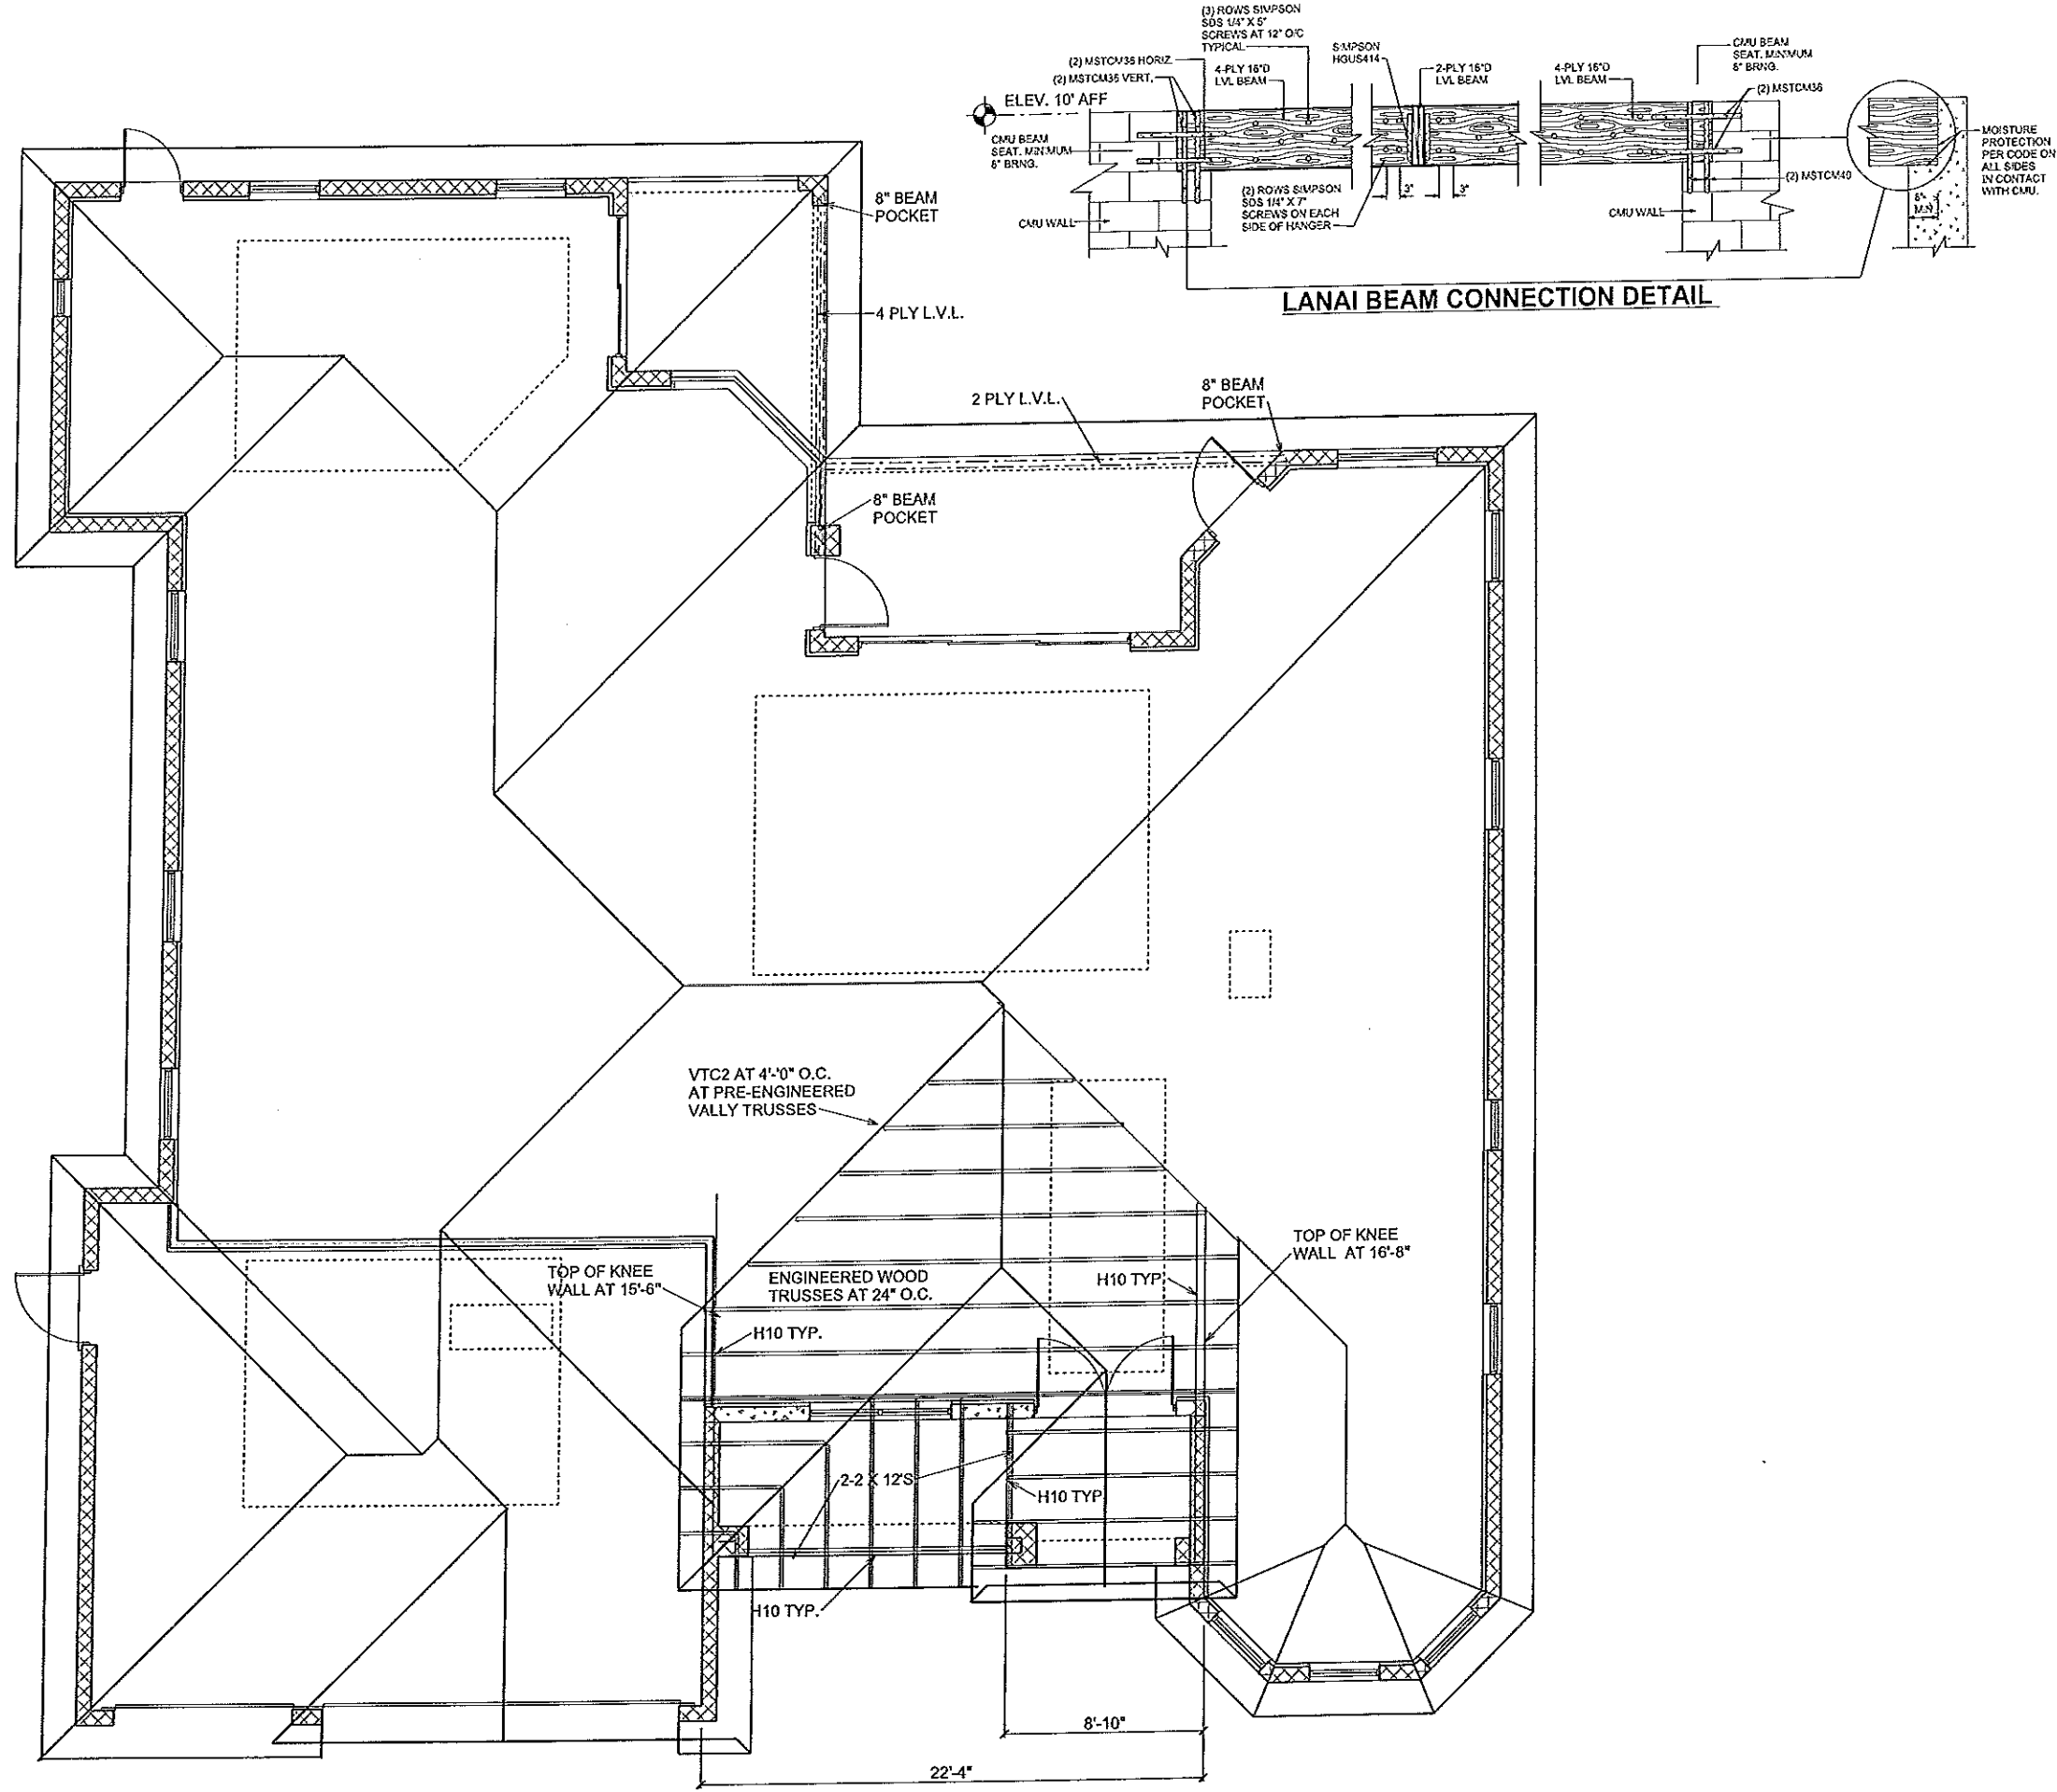 (3) ROWS SIMPSON
SDS 1/4" X 5"
SCREWS AT 12" O/C
TYPICAL
(2) MSTCM36 HORIZ.
(2) MSTCM36 VERT.
4-PLY 16"D
LVL BEAM
SIMPSON
HGUS414
2-PLY 16"D
LVL BEAM
4-PLY 16"D
LVL BEAM
CMU BEAM
SEAT. MINIMUM
8" BRNG.
(2) MSTCM36
ELEV. 10' AFF
CMU BEAM
SEAT. MINIMUM
8" BRNG.
MOISTURE
PROTECTION
PER CODE ON
ALL SIDES
IN CONTACT
WITH CMU.
(2) MSTCM40
3"
3"
8"
MIN
(2) ROWS SIMPSON
SDS 1/4" X 7"
SCREWS ON EACH
SIDE OF HANGER
CMU WALL
CMU WALL
LANAI BEAM CONNECTION DETAIL
8" BEAM
POCKET
4 PLY L.V.L.
2 PLY L.V.L.
8" BEAM
POCKET
8" BEAM
POCKET
VTC2 AT 4'-'0" O.C.
AT PRE-ENGINEERED
VALLY TRUSSES
TOP OF KNEE
WALL AT 15'-6"
ENGINEERED WOOD
TRUSSES AT 24" O.C.
H10 TYP.
TOP OF KNEE
WALL AT 16'-8"
H10 TYP.
2-2 X 12'S
H10 TYP
H10 TYP.
8'-10"
22'-4"